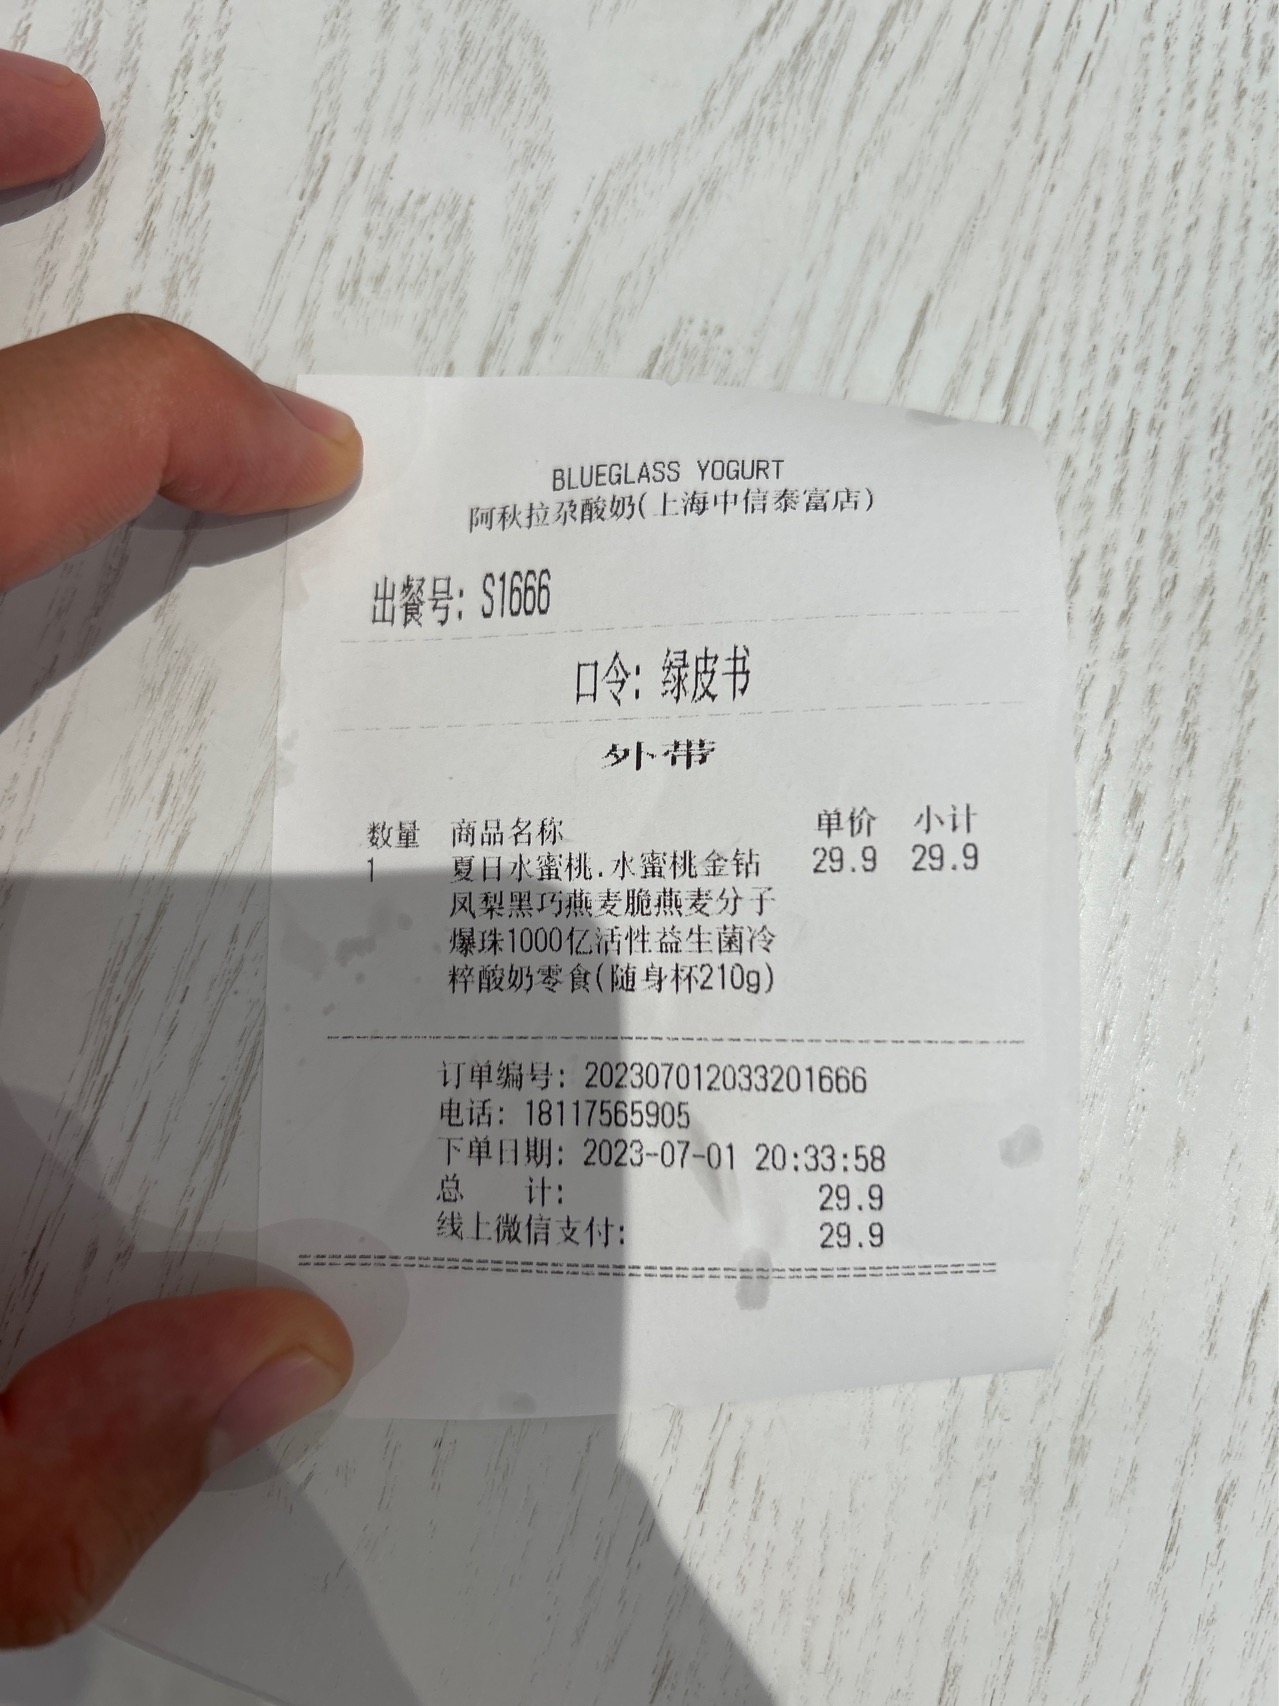 BLUEGLASS YOGURT
阿秋拉尕酸奶(上海中信泰富店)
出餐号: S1666
口令: 绿皮书
外带
数量 商品名称 单价 小计
1 夏日水蜜桃.水蜜桃金钻 29.9 29.9
凤梨黑巧燕麦脆燕麦分子
爆珠1000亿活性益生菌冷
粹酸奶零食(随身杯210g)
订单编号: 202307012033201666
电话: 18117565905
下单日期: 2023-07-01 20:33:58
总 计: 29.9
线上微信支付: 29.9